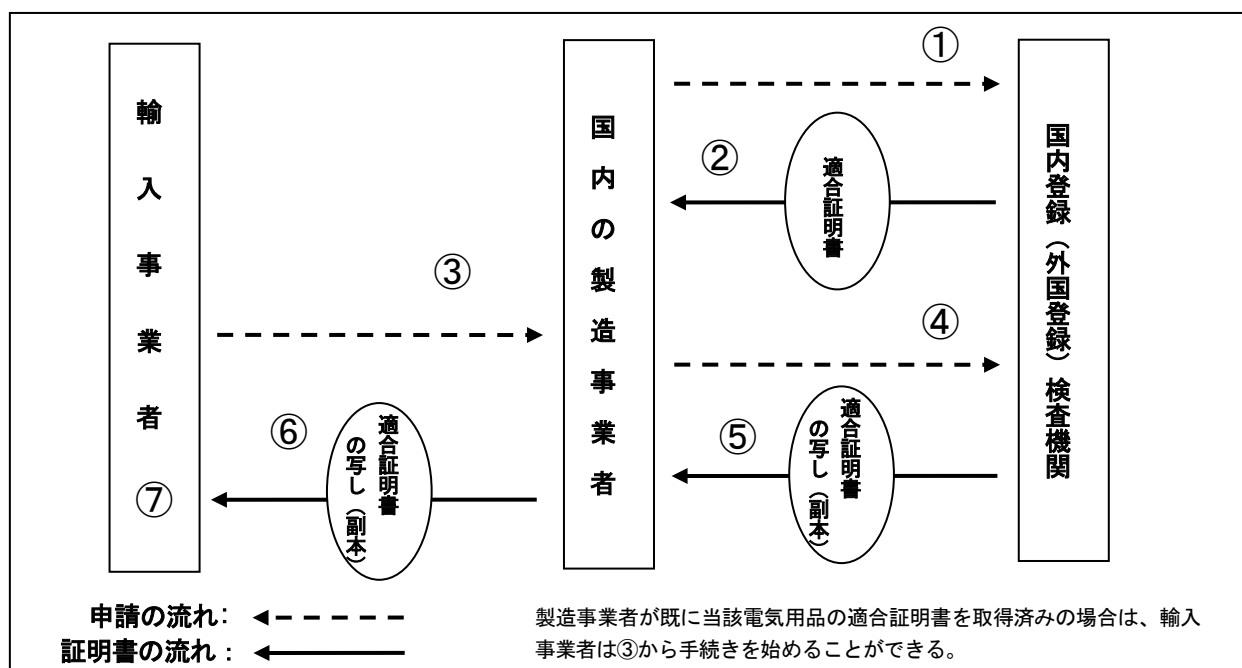 輸入事業者
⑦
国内の製造事業者
国内登録（外国登録）検査機関
①
②
適合証明書
③
④
⑤
適合証明書
の写し（副本）
⑥
適合証明書
の写し（副本）
申請の流れ：
証明書の流れ：
製造事業者が既に当該電気用品の適合証明書を取得済みの場合は、輸入
事業者は③から手続きを始めることができる。